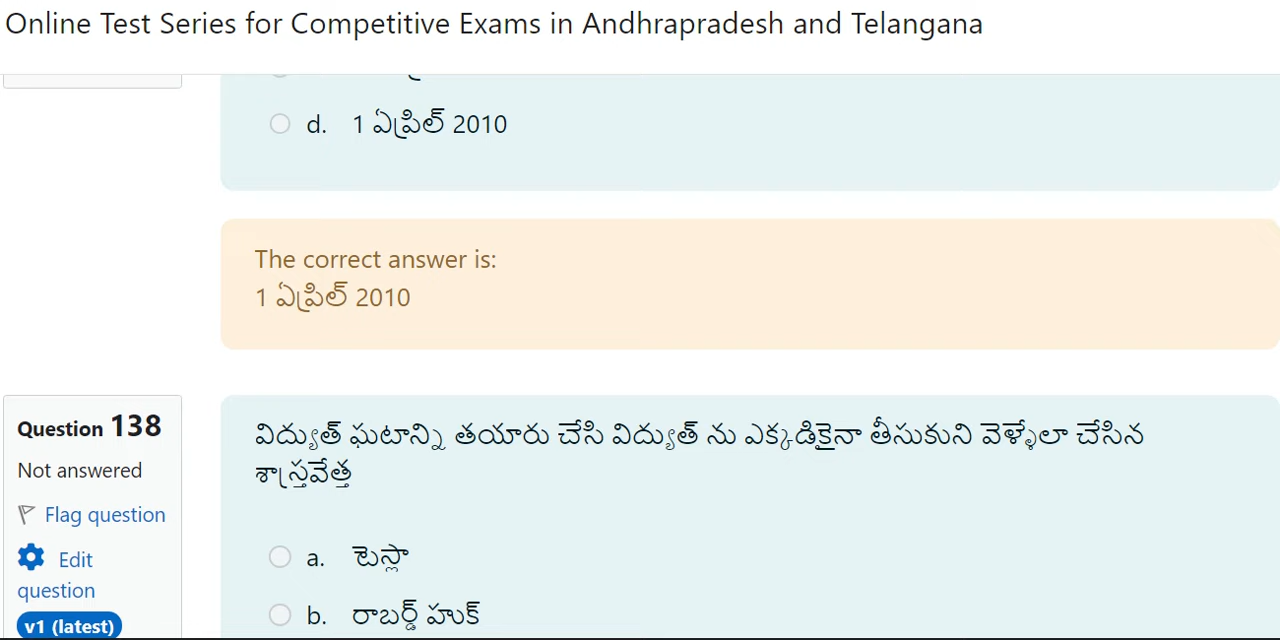 Online Test Series for Competitive Exams in Andhrapradesh and Telangana
d. 1 ఏప్రిల్ 2010
The correct answer is:
1 ఏప్రిల్ 2010
Question 138
Not answered
Flag question
Edit
question
v1 (latest)
విద్యుత్ ఘటాన్ని తయారు చేసి విద్యుత్ ను ఎక్కడికైనా తీసుకుని వెళ్ళేలా చేసిన
శాస్త్రవేత్త
a. టెస్లా
b. రాబర్డ్ హుక్